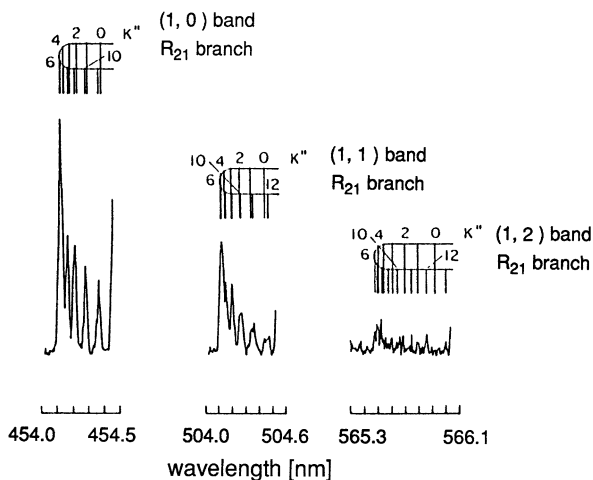 4 2 0 K" (1, 0) band
6 10 R21 branch
10 4 2 0 K" (1, 1) band
6 12 R21 branch
10 4 2 0 K" (1, 2) band
6 12 R21 branch
454.0 454.5 504.0 504.6 565.3 566.1
wavelength [nm]